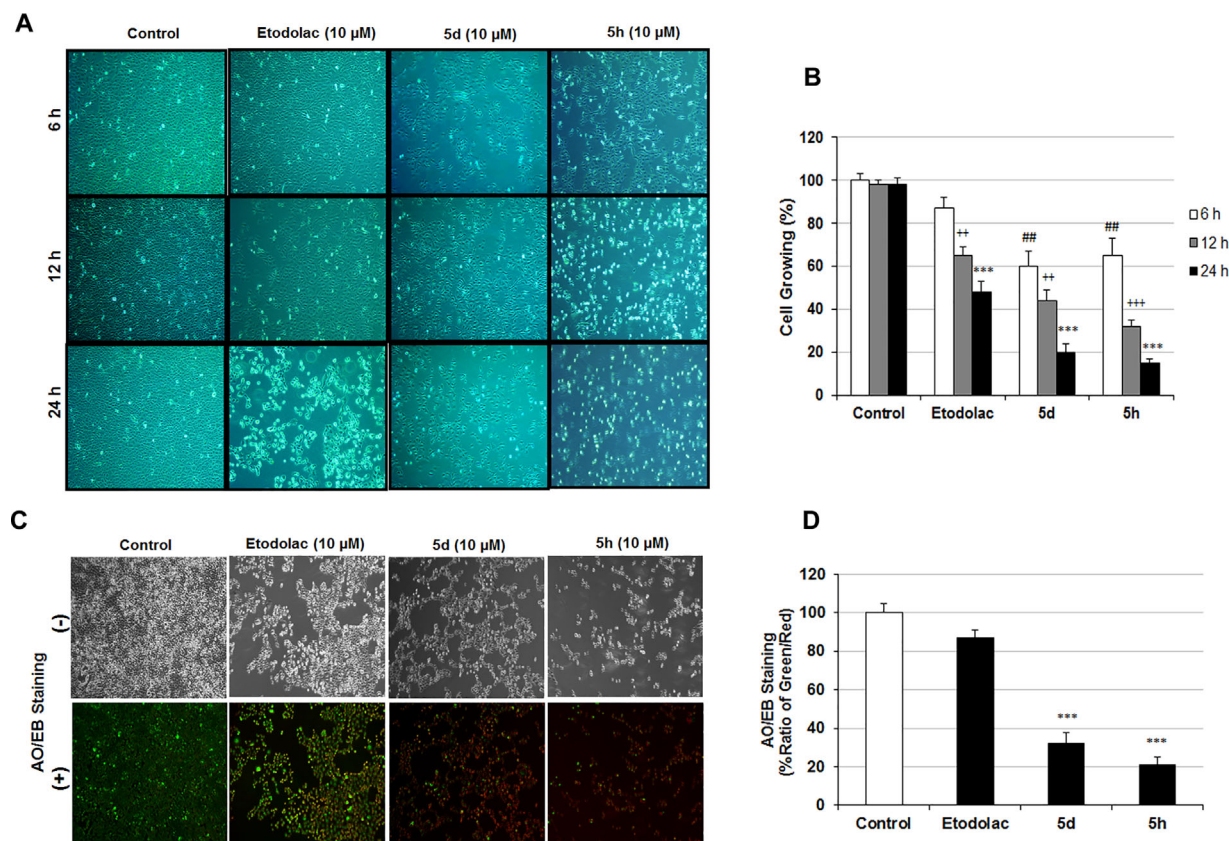 A
Control
Etodolac (10 µM)
5d (10 µM)
5h (10 µM)
6 h
12 h
24 h
B
Cell Growing (%)
120
100
80
60
40
20
0
++
***
##
++
***
##
+++
***
6 h
12 h
24 h
Control
Etodolac
5d
5h
C
Control
Etodolac (10 µM)
5d (10 µM)
5h (10 µM)
AO/EB Staining
(-)
(+)
D
AO/EB Staining
(%Ratio of Green/Red)
120
100
80
60
40
20
0
***
***
Control
Etodolac
5d
5h